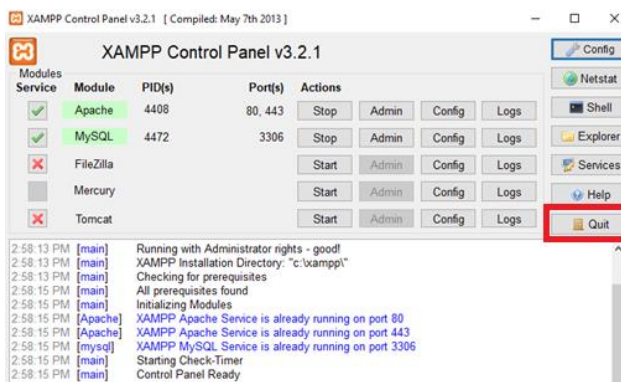 XAMPP Control Panel v3.2.1 [ Compiled: May 7th 2013 ]
XAMPP Control Panel v3.2.1
Config
Modules
Service Module PID(s) Port(s) Actions
Netstat
Apache 4408 80, 443 Stop Admin Config Logs
Shell
MySQL 4472 3306 Stop Admin Config Logs
Explorer
FileZilla Start Admin Config Logs
Services
Mercury Start Admin Config Logs
Help
Tomcat Start Admin Config Logs
Quit
2:58:13 PM [main] Running with Administrator rights - good!
2:58:13 PM [main] XAMPP Installation Directory: "c:\xampp\"
2:58:13 PM [main] Checking for prerequisites
2:58:15 PM [main] All prerequisites found
2:58:15 PM [main] Initializing Modules
2:58:15 PM [Apache] XAMPP Apache Service is already running on port 80
2:58:15 PM [Apache] XAMPP Apache Service is already running on port 443
2:58:15 PM [mysql] XAMPP MySQL Service is already running on port 3306
2:58:15 PM [main] Starting Check-Timer
2:58:15 PM [main] Control Panel Ready